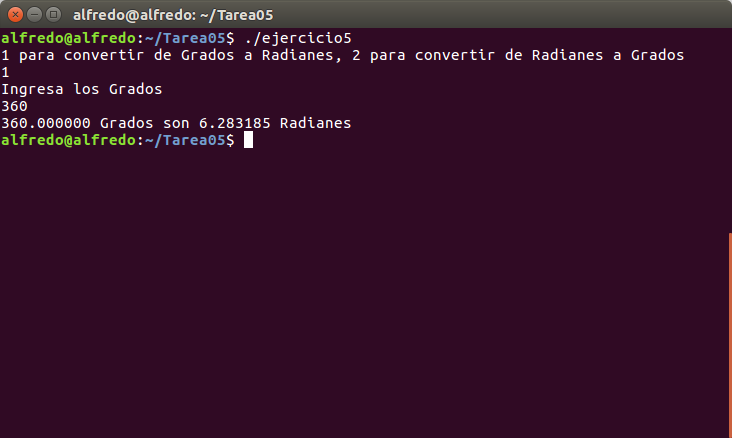 alfredo@alfredo: ~/Tarea05
alfredo@alfredo:~/Tarea05$ ./ejercicio5
1 para convertir de Grados a Radianes, 2 para convertir de Radianes a Grados
1
Ingresa los Grados
360
360.000000 Grados son 6.283185 Radianes
alfredo@alfredo:~/Tarea05$